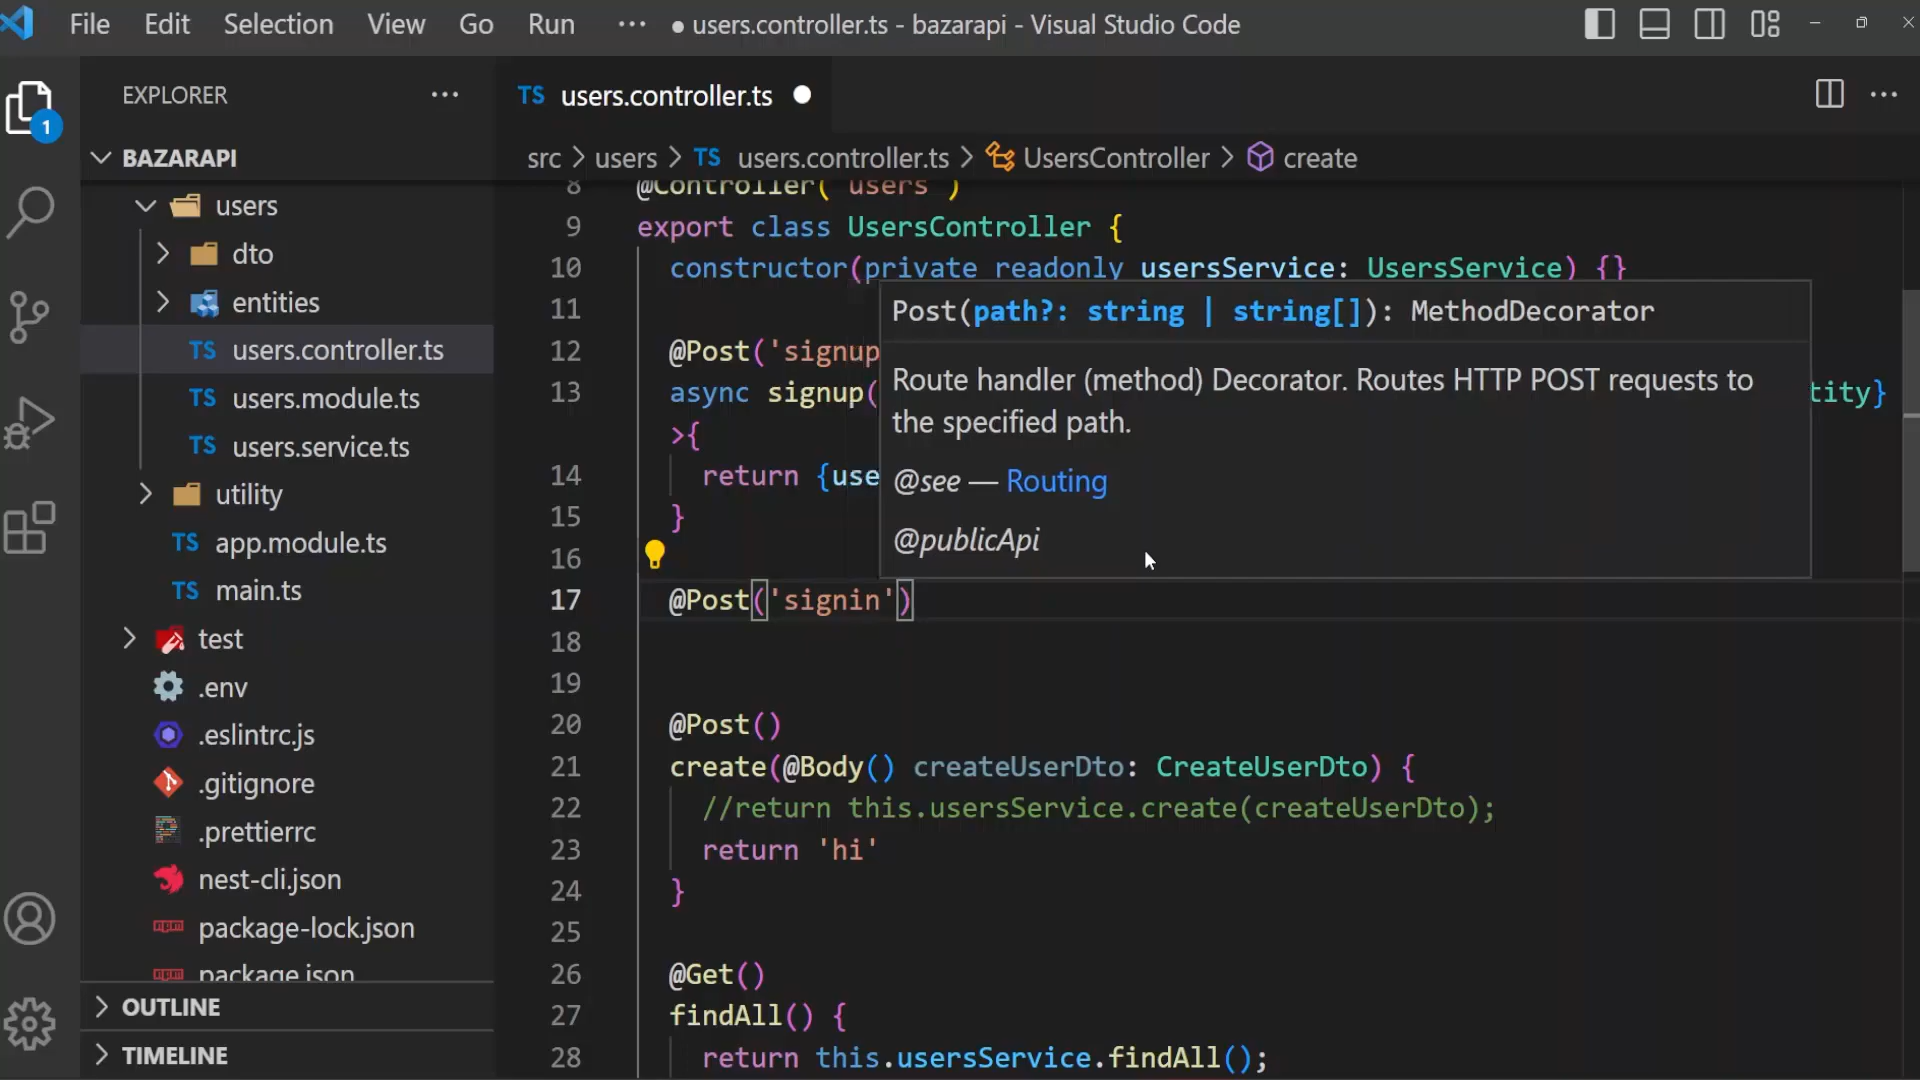 File Edit Selection View Go Run ··· ● users.controller.ts - bazarapi - Visual Studio Code
EXPLORER ···
1
BAZARAPI
users
dto
entities
TS users.controller.ts
TS users.module.ts
TS users.service.ts
utility
TS app.module.ts
TS main.ts
test
.env
.eslintrc.js
.gitignore
.prettierrc
nest-cli.json
package-lock.json
package.json
OUTLINE
TIMELINE
TS users.controller.ts ●
src > users > TS users.controller.ts > UsersController > create
8 @Controller('users')
9 export class UsersController {
10 constructor(private readonly usersService: UsersService) {}
11
12 @Post('signup
13 async signup( tity}
>{
14 return {use
15 }
16
17 @Post('signin')
18
19
20 @Post()
21 create(@Body() createUserDto: CreateUserDto) {
22 //return this.usersService.create(createUserDto);
23 return 'hi'
24 }
25
26 @Get()
27 findAll() {
28 return this.usersService.findAll();
Post(path?: string | string[]): MethodDecorator
Route handler (method) Decorator. Routes HTTP POST requests to
the specified path.
@see — Routing
@publicApi